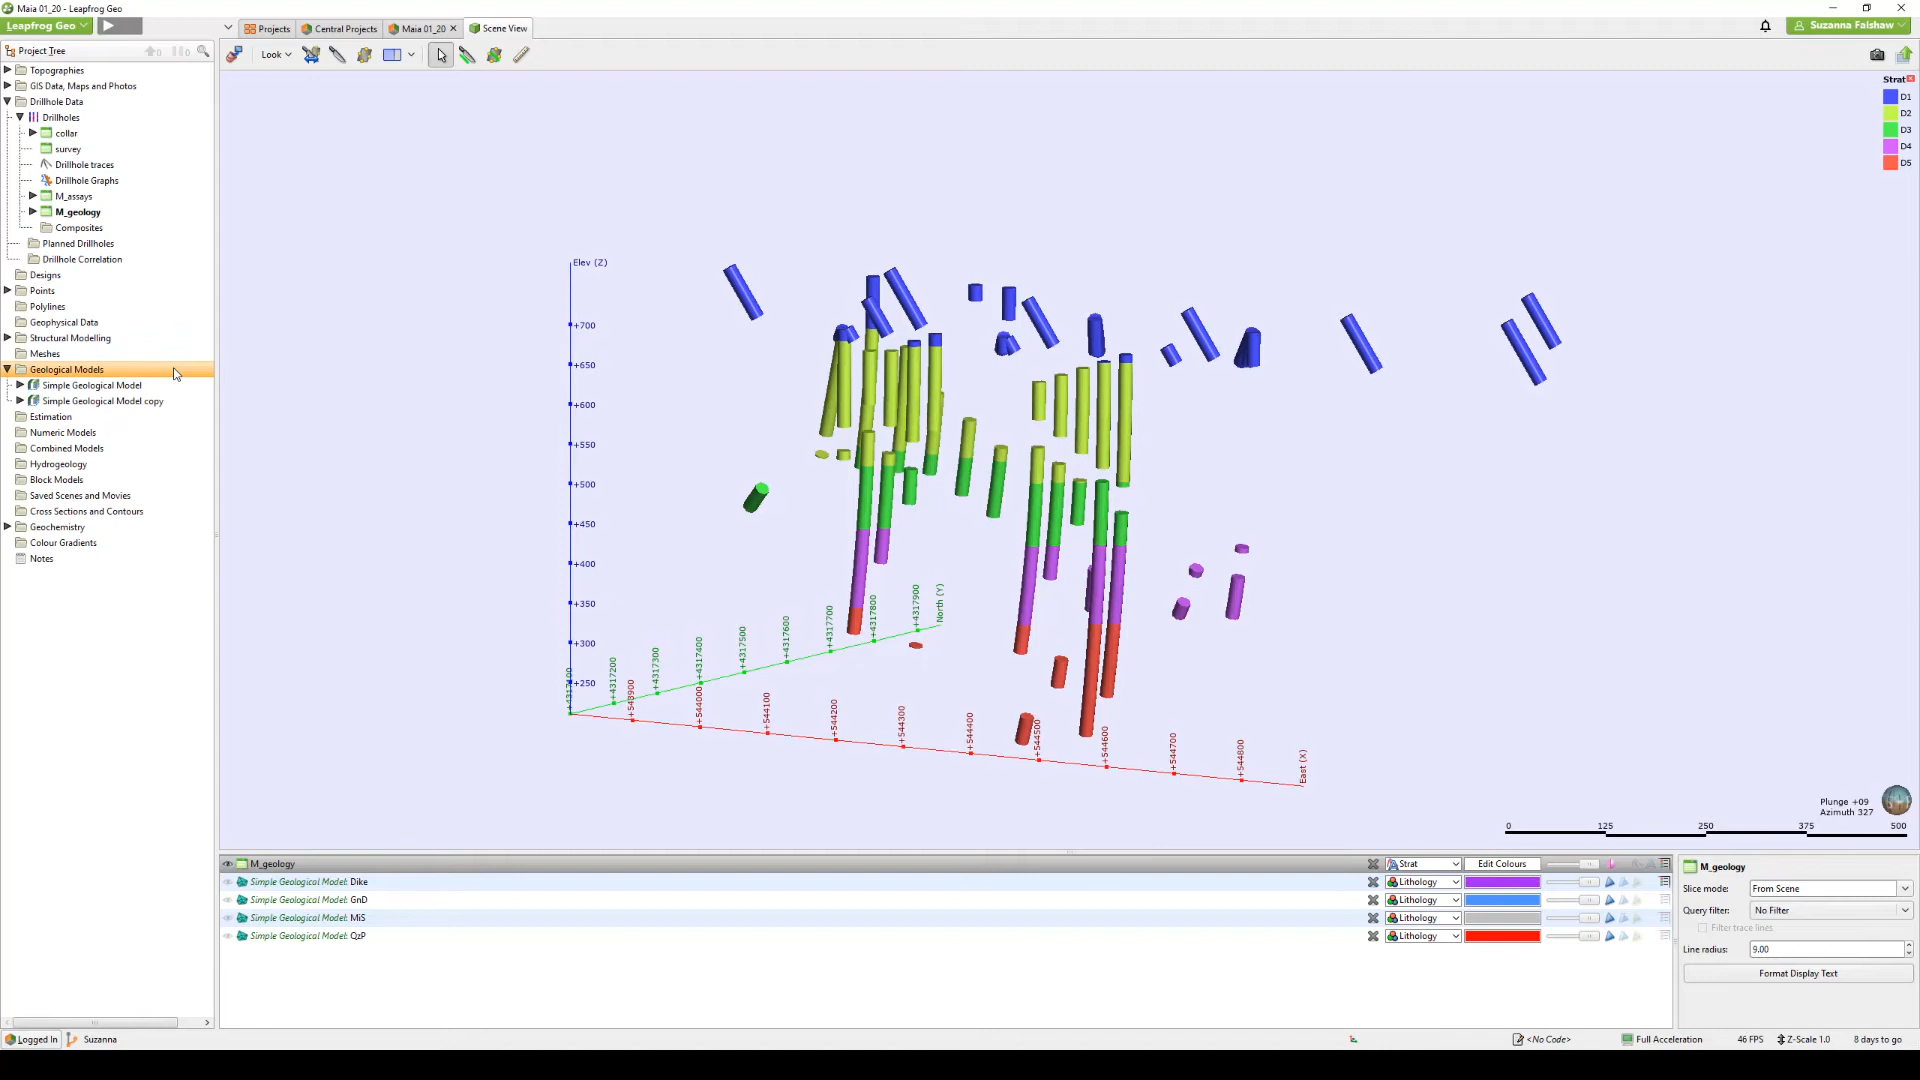 Maia 01_20 - Leapfrog Geo
Leapfrog Geo
Projects
Central Projects
Maia 01_20
Scene View
Suzanna Falshaw
Project Tree
Look
Topographies
GIS Data, Maps and Photos
Drillhole Data
Drillholes
collar
survey
Drillhole traces
Drillhole Graphs
M_assays
M_geology
Composites
Planned Drillholes
Drillhole Correlation
Designs
Points
Polylines
Geophysical Data
Structural Modelling
Meshes
Geological Models
Simple Geological Model
Simple Geological Model copy
Estimation
Numeric Models
Combined Models
Hydrogeology
Block Models
Saved Scenes and Movies
Cross Sections and Contours
Geochemistry
Colour Gradients
Notes
Strat
D1
D2
D3
D4
D5
Elev (Z)
+700
+650
+600
+550
+500
+450
+400
+350
+300
+250
+4317200
+4317300
+4317400
+4317500
+4317600
+4317700
+4317800
+4317900
North (Y)
+543900
+544000
+544100
+544200
+544300
+544400
+544500
+544600
+544700
+544800
East (X)
Plunge +09
Azimuth 327
0 125 250 375 500
M_geology Strat Edit Colours
Simple Geological Model: Dike Lithology
Simple Geological Model: GnD Lithology
Simple Geological Model: MiS Lithology
Simple Geological Model: QzP Lithology
M_geology
Slice mode: From Scene
Query filter: No Filter
Filter trace lines
Line radius: 9.00
Format Display Text
Logged In
Suzanna
<No Code>
Full Acceleration
46 FPS
Z-Scale 1.0
8 days to go